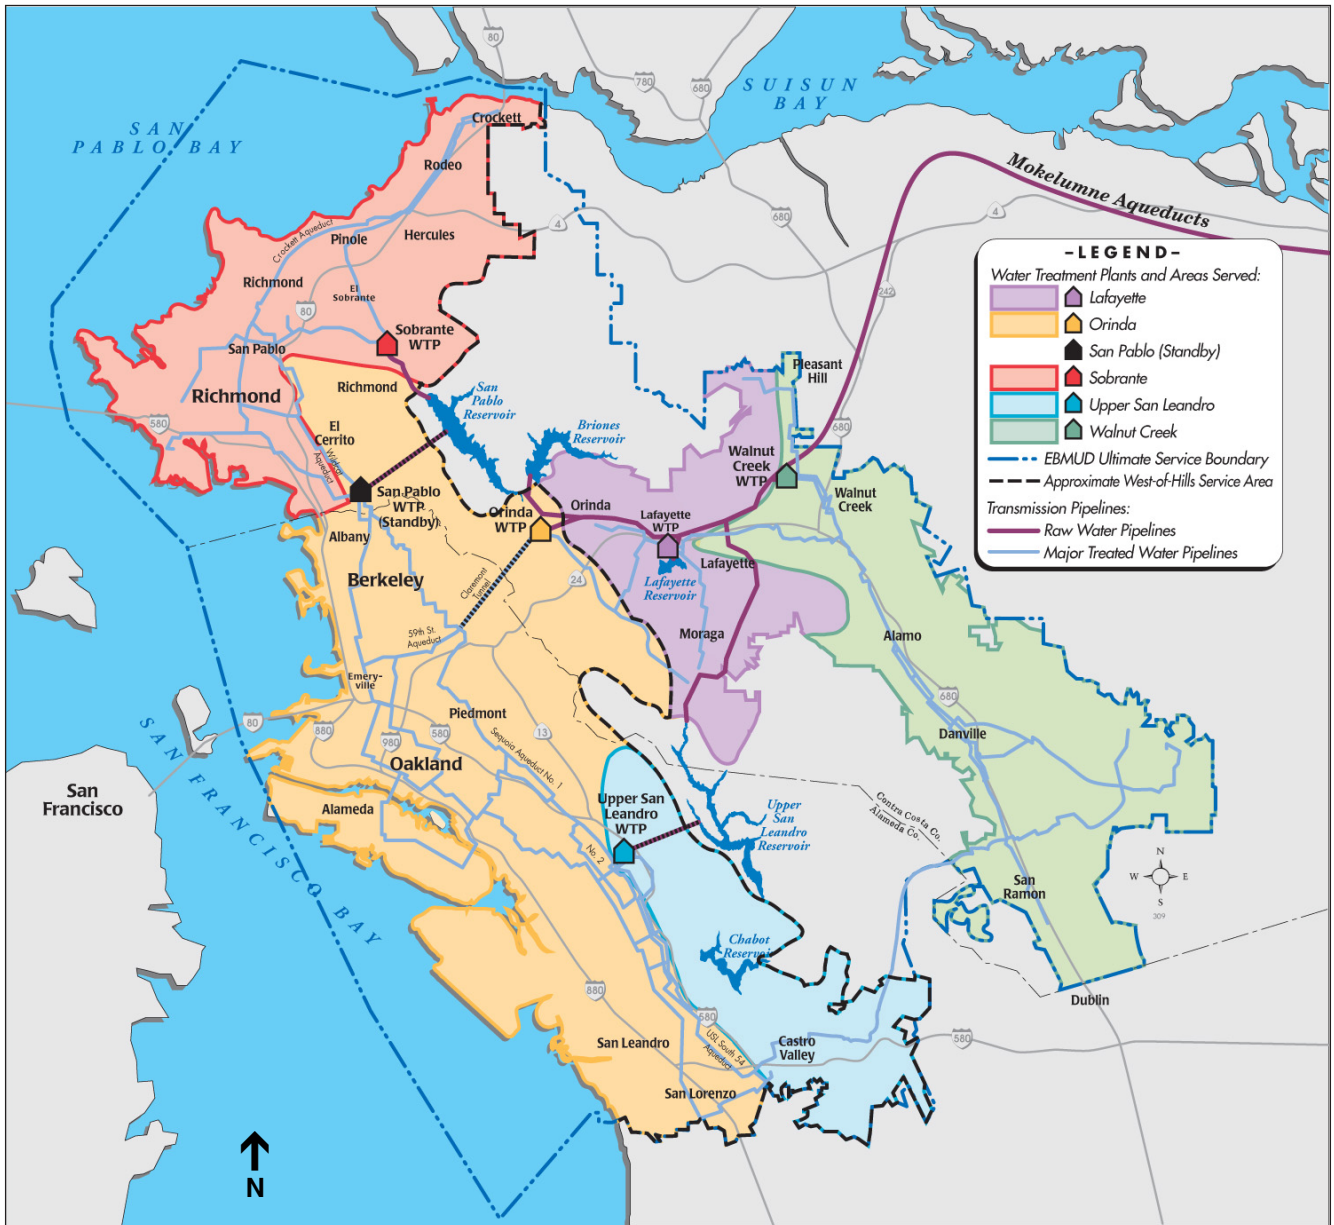 80
780
680
SUISUN
BAY
SAN
PABLO BAY
Crockett
Rodeo
Mokelumne Aqueducts
4
680
4
Crockett Aqueduct
Pinole
Hercules
Richmond
El
Sobrante
80
242
Sobrante
WTP
San Pablo
Richmond
Richmond
Pleasant
Hill
San
Pablo
Reservoir
580
El
Cerrito
Briones
Reservoir
680
Wildcat
Aqueduct
Walnut
Creek
WTP
San Pablo
WTP
(Standby)
Orinda
WTP
Orinda
Lafayette
WTP
Walnut
Creek
Albany
Lafayette
Berkeley
Claremont
Tunnel
24
Lafayette
Reservoir
59th St.
Aqueduct
Moraga
Alamo
Emery-
ville
680
Piedmont
80
880
980
580
13
Danville
Sequoia Aqueduct No. 1
Oakland
SAN FRANCISCO BAY
San
Francisco
Alameda
Upper San
Leandro
WTP
Upper
San
Leandro
Reservoir
Contra Costa Co.
Alameda Co.
No. 2
San
Ramon
N
W
E
S
309
Chabot
Reservoir
880
Dublin
580
580
San Leandro
USL South 54
Aqueduct
Castro
Valley
San Lorenzo
N
–LEGEND–
Water Treatment Plants and Areas Served:
Lafayette
Orinda
San Pablo (Standby)
Sobrante
Upper San Leandro
Walnut Creek
EBMUD Ultimate Service Boundary
Approximate West-of-Hills Service Area
Transmission Pipelines:
Raw Water Pipelines
Major Treated Water Pipelines